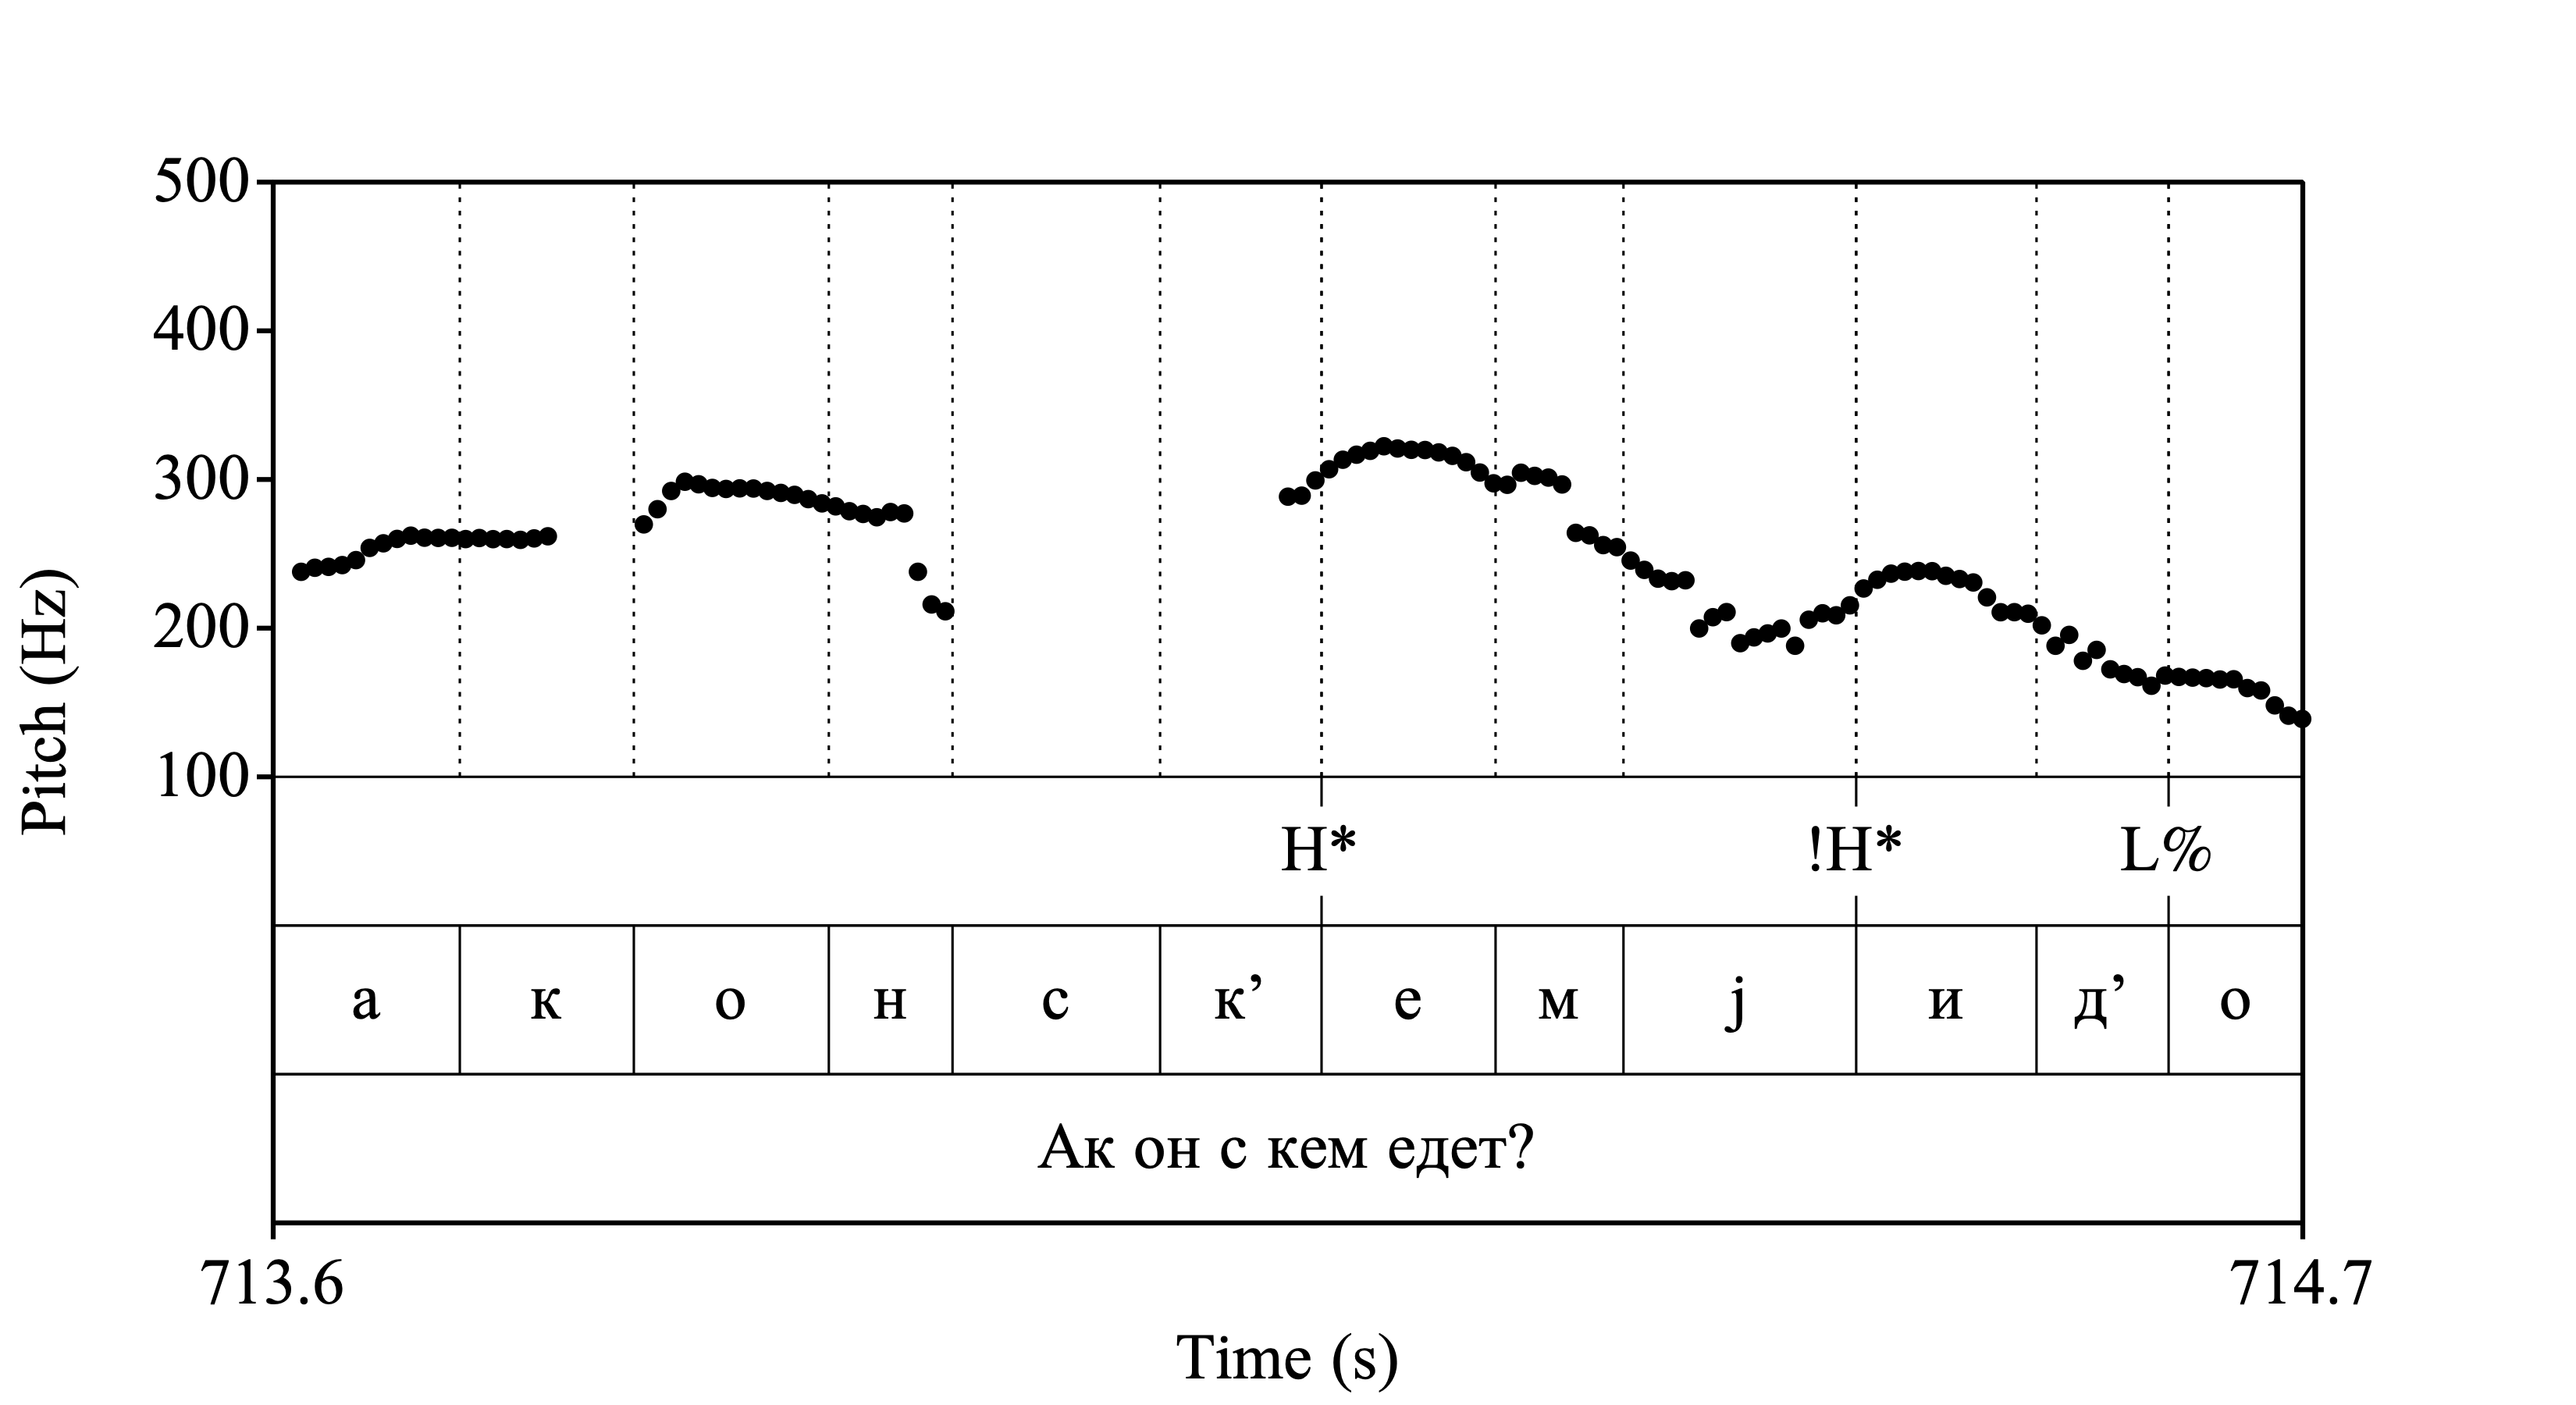 500
400
300
200
100
Pitch (Hz)
H* !H* L%
а к о н с к’ е м j и д’ о
Ак он с кем едет?
713.6 714.7
Time (s)